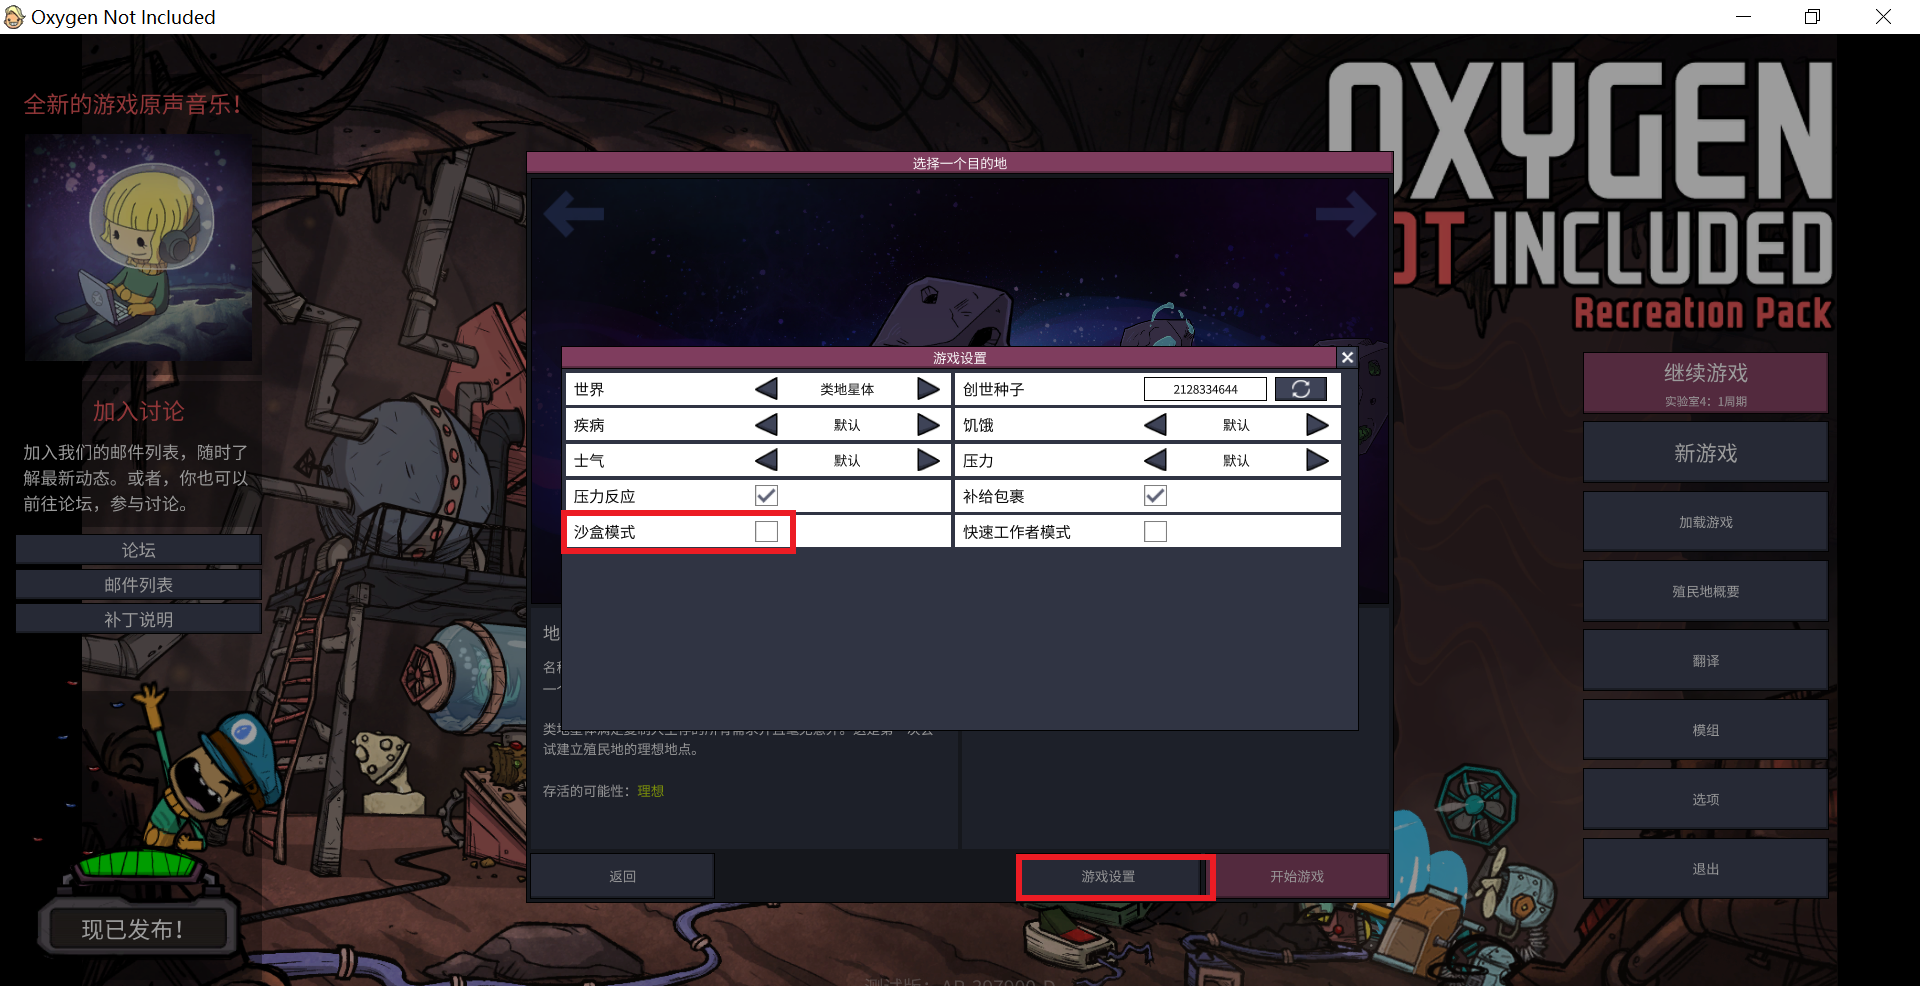 Oxygen Not Included
全新的游戏原声音乐！
加入讨论
加入我们的邮件列表，随时了
解最新动态。或者，你也可以
前往论坛，参与讨论。
论坛
邮件列表
补丁说明
现已发布！
OXYGEN
NOT INCLUDED
Recreation Pack
选择一个目的地
游戏设置
世界
类地星体
创世种子
2128334644
疾病
默认
饥饿
默认
士气
默认
压力
默认
压力反应
补给包裹
沙盒模式
快速工作者模式
试建立殖民地的理想地点。
存活的可能性：理想
返回
游戏设置
开始游戏
继续游戏
实验室4：1周期
新游戏
加载游戏
殖民地概要
翻译
模组
选项
退出